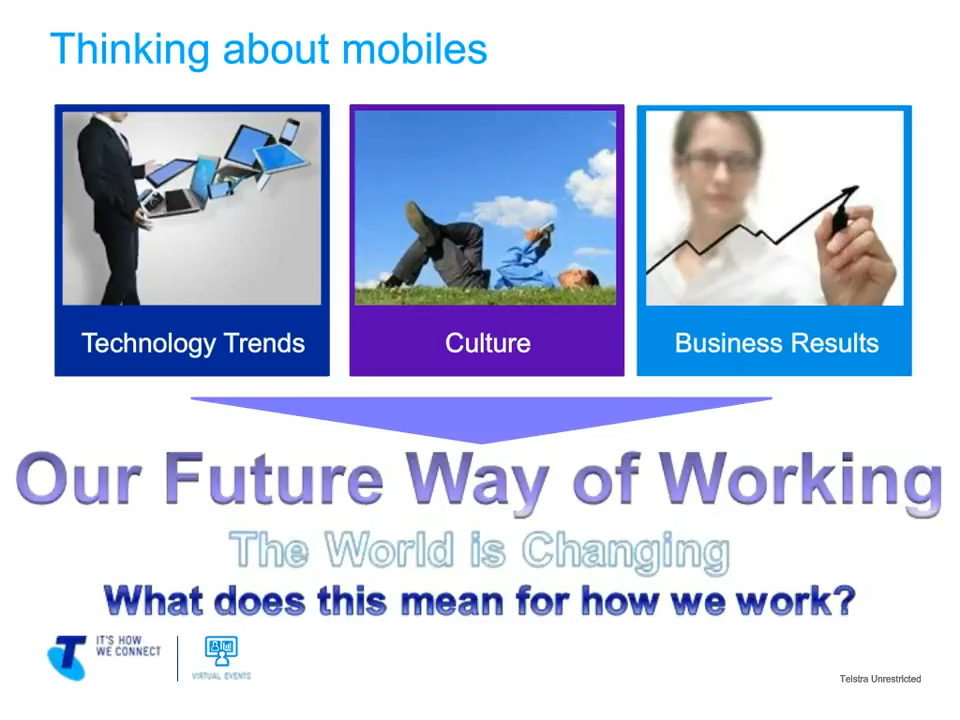 Thinking about mobiles
Technology Trends
Culture
Business Results
Our Future Way of Working
The World is Changing
What does this mean for how we work?
IT'S HOW
WE CONNECT
VIRTUAL EVENTS
Telstra Unrestricted